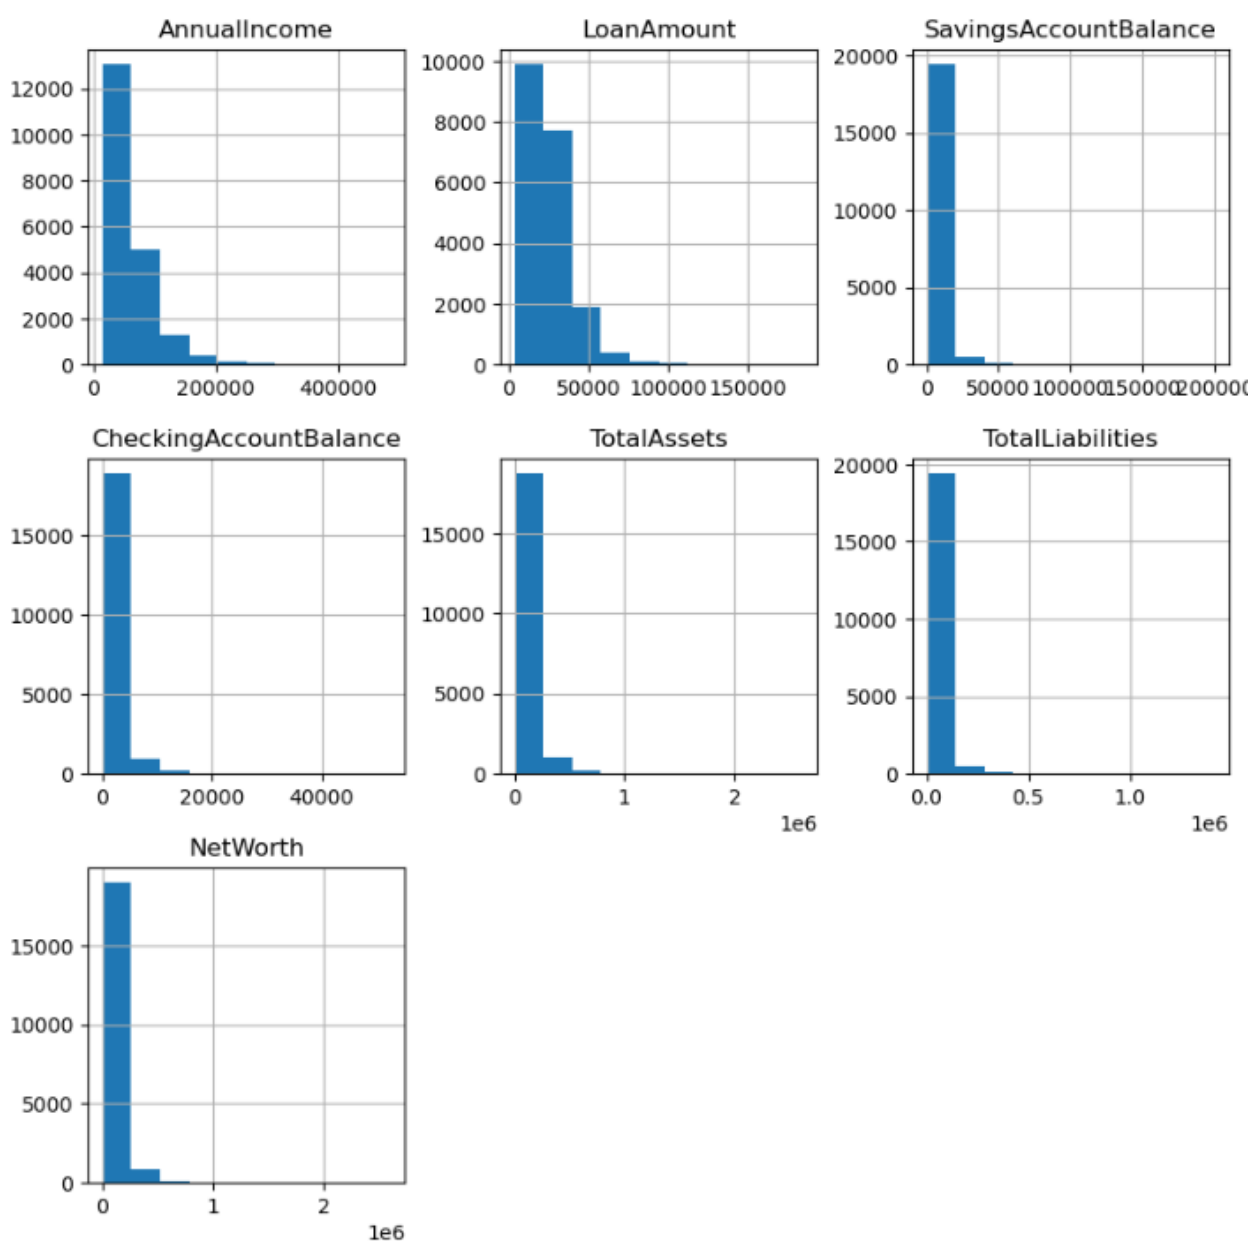 AnnualIncome
12000
10000
8000
6000
4000
2000
0
0 200000 400000
LoanAmount
10000
8000
6000
4000
2000
0
0 50000 100000 150000
SavingsAccountBalance
20000
15000
10000
5000
0
0 50000 100000 150000 200000
CheckingAccountBalance
15000
10000
5000
0
0 20000 40000
TotalAssets
15000
10000
5000
0
0 1 2
1e6
TotalLiabilities
20000
15000
10000
5000
0
0.0 0.5 1.0
1e6
NetWorth
15000
10000
5000
0
0 1 2
1e6